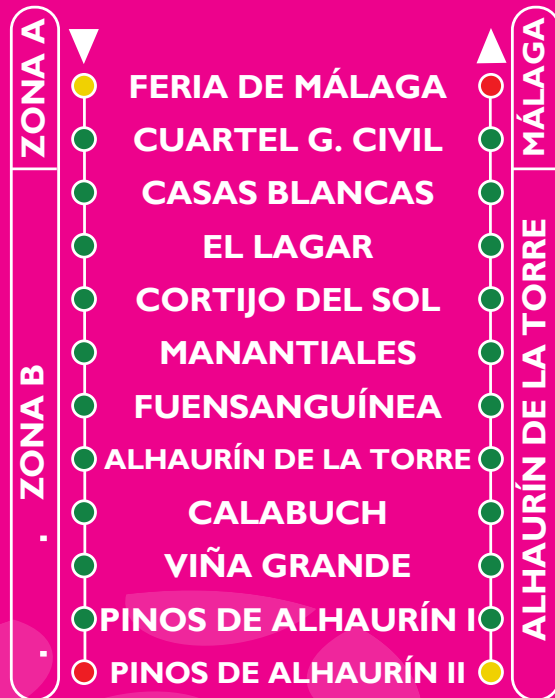 ZONA A
MÁLAGA
FERIA DE MÁLAGA
CUARTEL G. CIVIL
CASAS BLANCAS
EL LAGAR
CORTIJO DEL SOL
MANANTIALES
FUENSANGUÍNEA
ALHAURÍN DE LA TORRE
CALABUCH
VIÑA GRANDE
PINOS DE ALHAURÍN I
PINOS DE ALHAURÍN II
. . ZONA B
ALHAURÍN DE LA TORRE